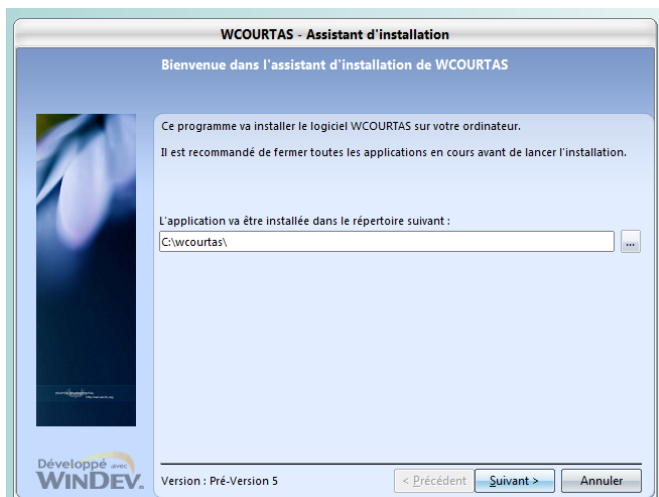 WCOURTAS - Assistant d'installation
Bienvenue dans l'assistant d'installation de WCOURTAS
Ce programme va installer le logiciel WCOURTAS sur votre ordinateur.
Il est recommandé de fermer toutes les applications en cours avant de lancer l'installation.
L'application va être installée dans le répertoire suivant :
C:\wcourtas\
...
Développé avec
WINDEV.
Version : Pré-Version 5
< Précédent
Suivant >
Annuler